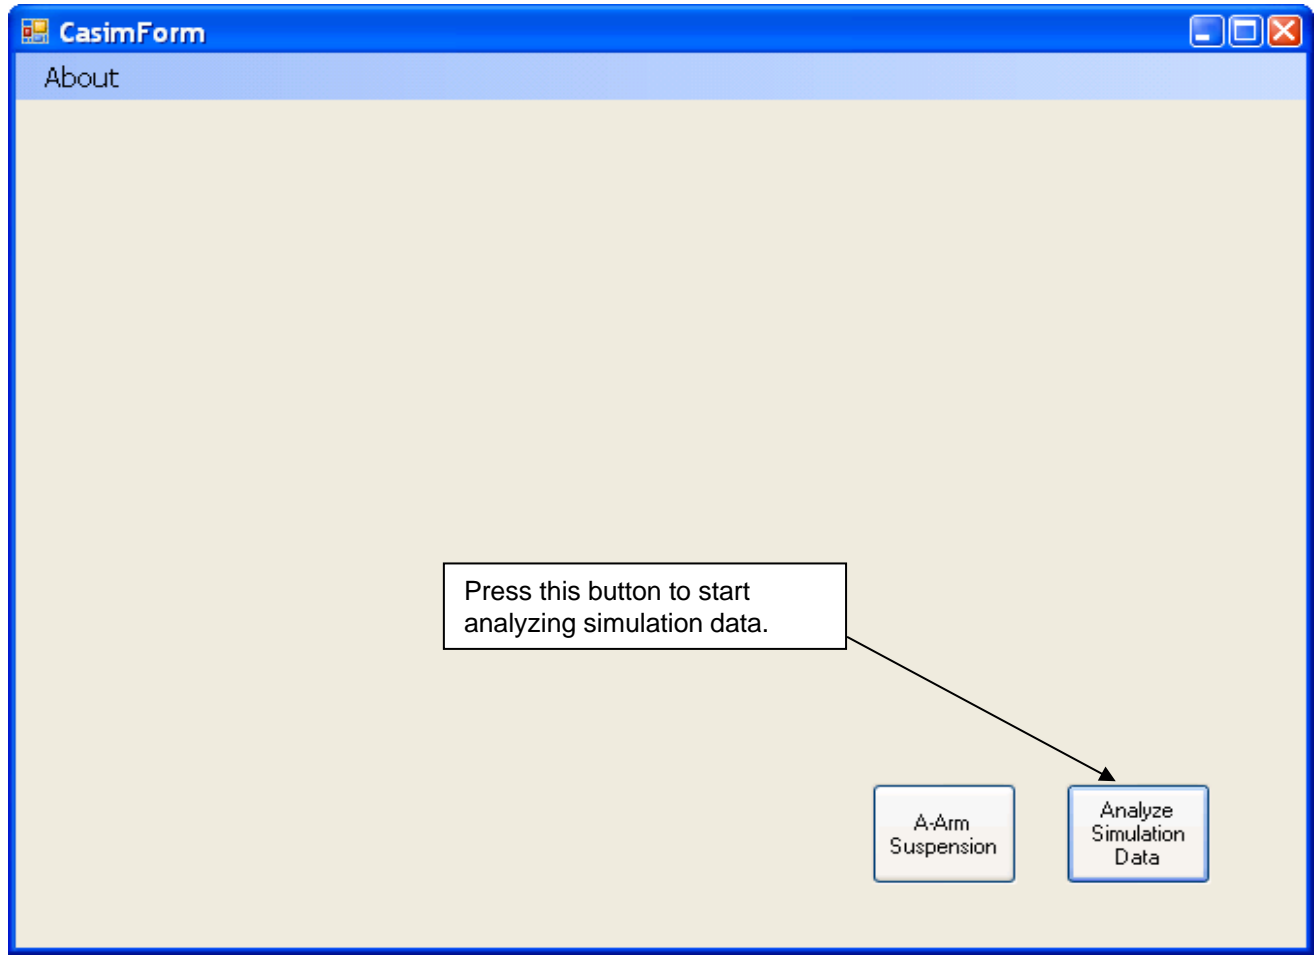 CasimForm
About
Press this button to start
analyzing simulation data.
A-Arm
Suspension
Analyze
Simulation
Data